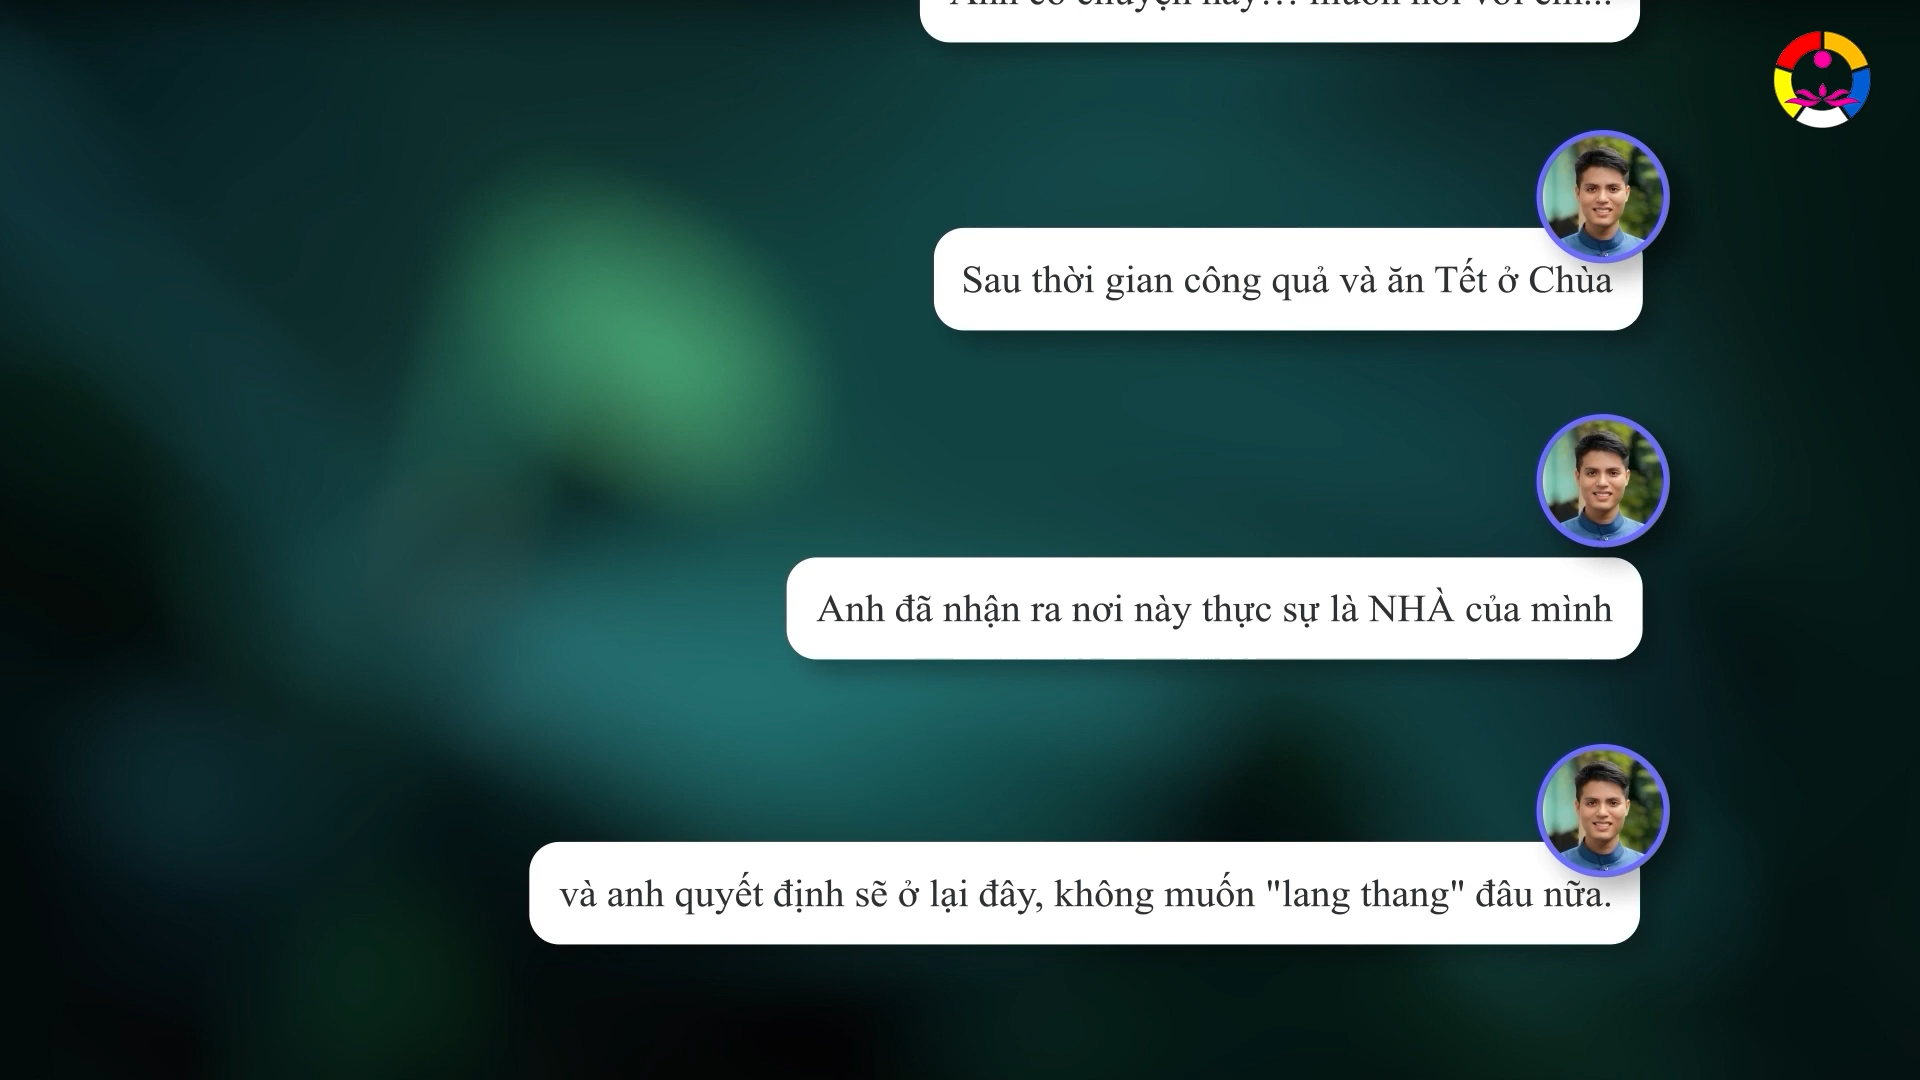 Sau thời gian công quả và ăn Tết ở Chùa
Anh đã nhận ra nơi này thực sự là NHÀ của mình
và anh quyết định sẽ ở lại đây, không muốn "lang thang" đâu nữa.